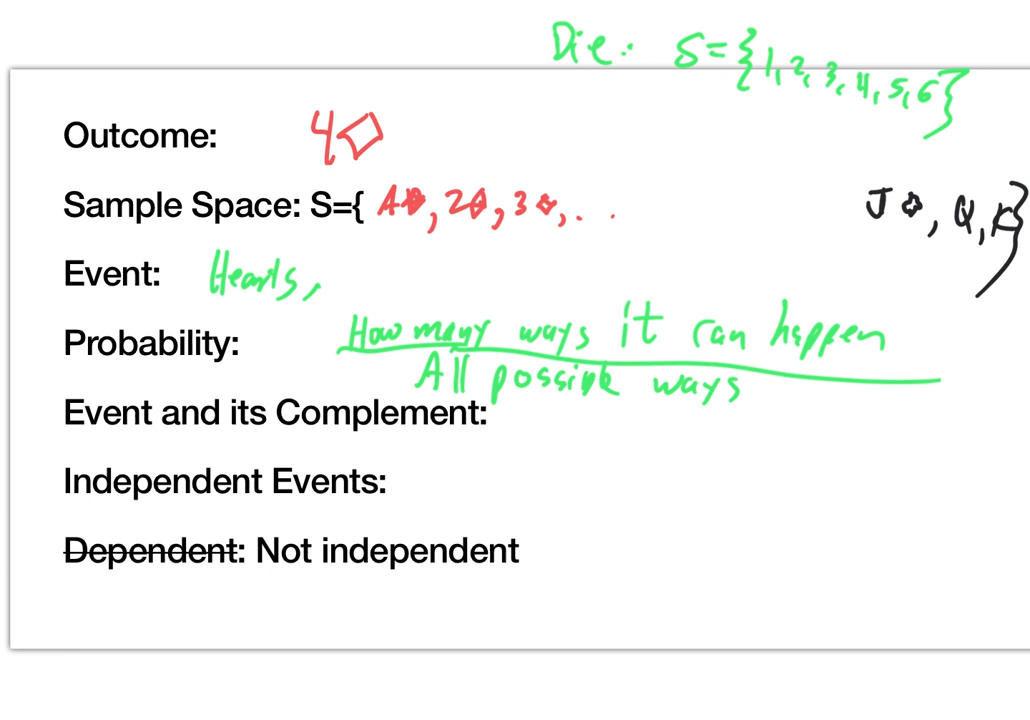 Die: S={1, 2, 3, 4, 5, 6}
Outcome: 4◇
Sample Space: S={ A◇, 2◇, 3◇, . . . J◇, Q, K}
Event: Hearts,
Probability: How many ways it can happen
All possible ways
Event and its Complement:
Independent Events:
Dependent: Not independent